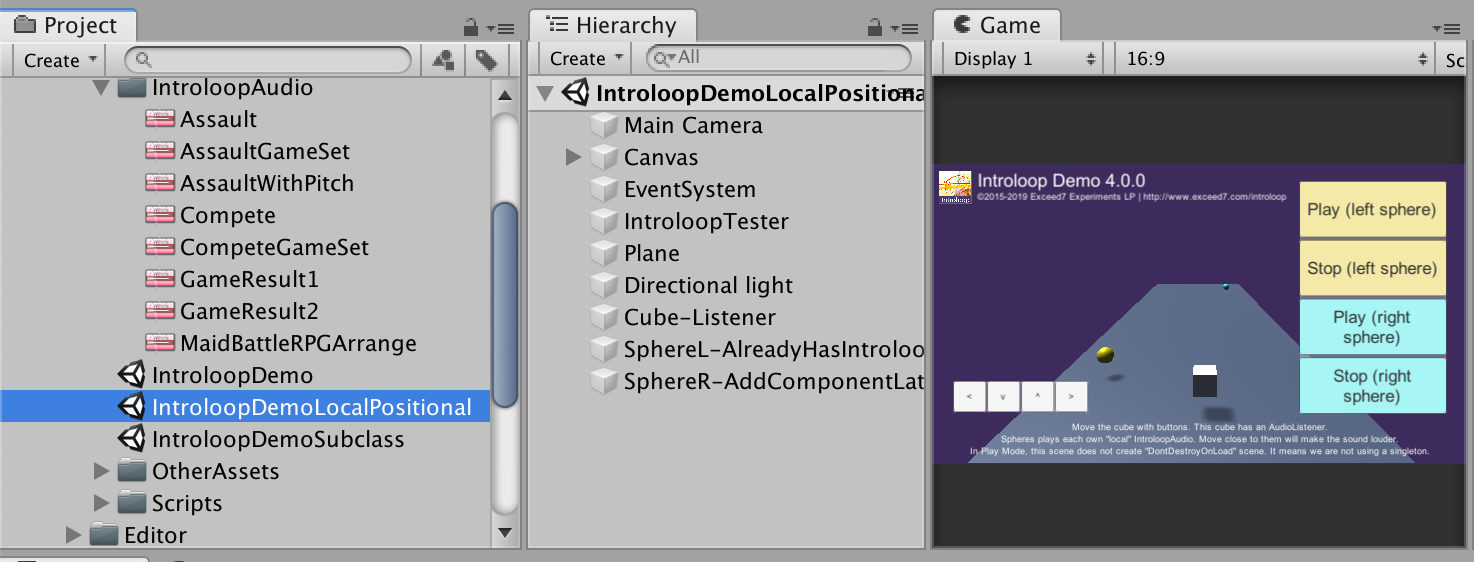 Project
Create
IntroloopAudio
Assault
AssaultGameSet
AssaultWithPitch
Compete
CompeteGameSet
GameResult1
GameResult2
MaidBattleRPGArrange
IntroloopDemo
IntroloopDemoLocalPositional
IntroloopDemoSubclass
OtherAssets
Scripts
Editor
Hierarchy
Create
All
IntroloopDemoLocalPositiona
Main Camera
Canvas
EventSystem
IntroloopTester
Plane
Directional light
Cube-Listener
SphereL-AlreadyHasIntroloo
SphereR-AddComponentLat
Game
Display 1
16:9
Sc
Introloop
Introloop Demo 4.0.0
©2015-2019 Exceed7 Experiments LP | http://www.exceed7.com/introloop
Play (left sphere)
Stop (left sphere)
Play (right
sphere)
Stop (right
sphere)
< v ^ >
Move the cube with buttons. This cube has an AudioListener.
Spheres plays each own "local" IntroloopAudio. Move close to them will make the sound louder.
In Play Mode, this scene does not create "DontDestroyOnLoad" scene. It means we are not using a singleton.